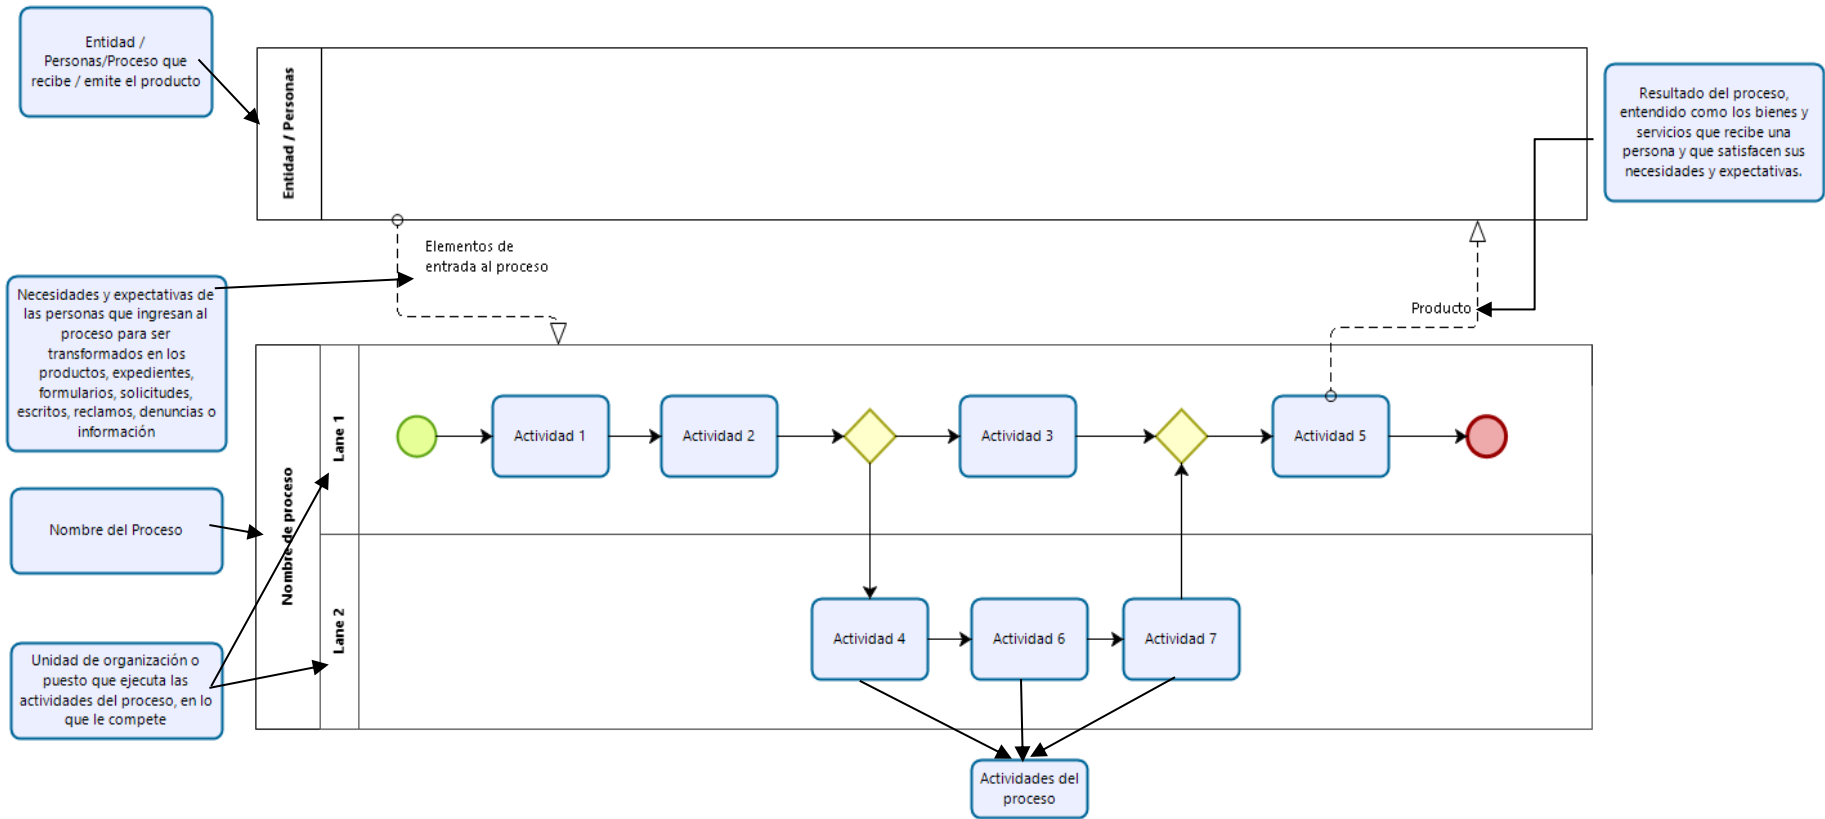 Entidad /
Personas/Proceso que
recibe / emite el producto
Entidad / Personas
Resultado del proceso,
entendido como los bienes y
servicios que recibe una
persona y que satisfacen sus
necesidades y expectativas.
Elementos de
entrada al proceso
Producto
Necesidades y expectativas de
las personas que ingresan al
proceso para ser
transformados en los
productos, expedientes,
formularios, solicitudes,
escritos, reclamos, denuncias o
información
Nombre del Proceso
Unidad de organización o
puesto que ejecuta las
actividades del proceso, en lo
que le compete
Nombre de proceso
Lane 1
Actividad 1
Actividad 2
Actividad 3
Actividad 5
Lane 2
Actividad 4
Actividad 6
Actividad 7
Actividades del
proceso